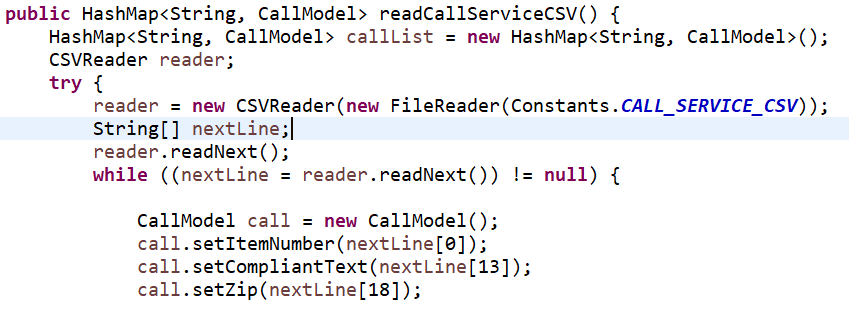 public HashMap<String, CallModel> readCallServiceCSV() {
    HashMap<String, CallModel> callList = new HashMap<String, CallModel>();
    CSVReader reader;
    try {
        reader = new CSVReader(new FileReader(Constants.CALL_SERVICE_CSV));
        String[] nextLine;
        reader.readNext();
        while ((nextLine = reader.readNext()) != null) {
            CallModel call = new CallModel();
            call.setItemNumber(nextLine[0]);
            call.setCompliantText(nextLine[13]);
            call.setZip(nextLine[18]);